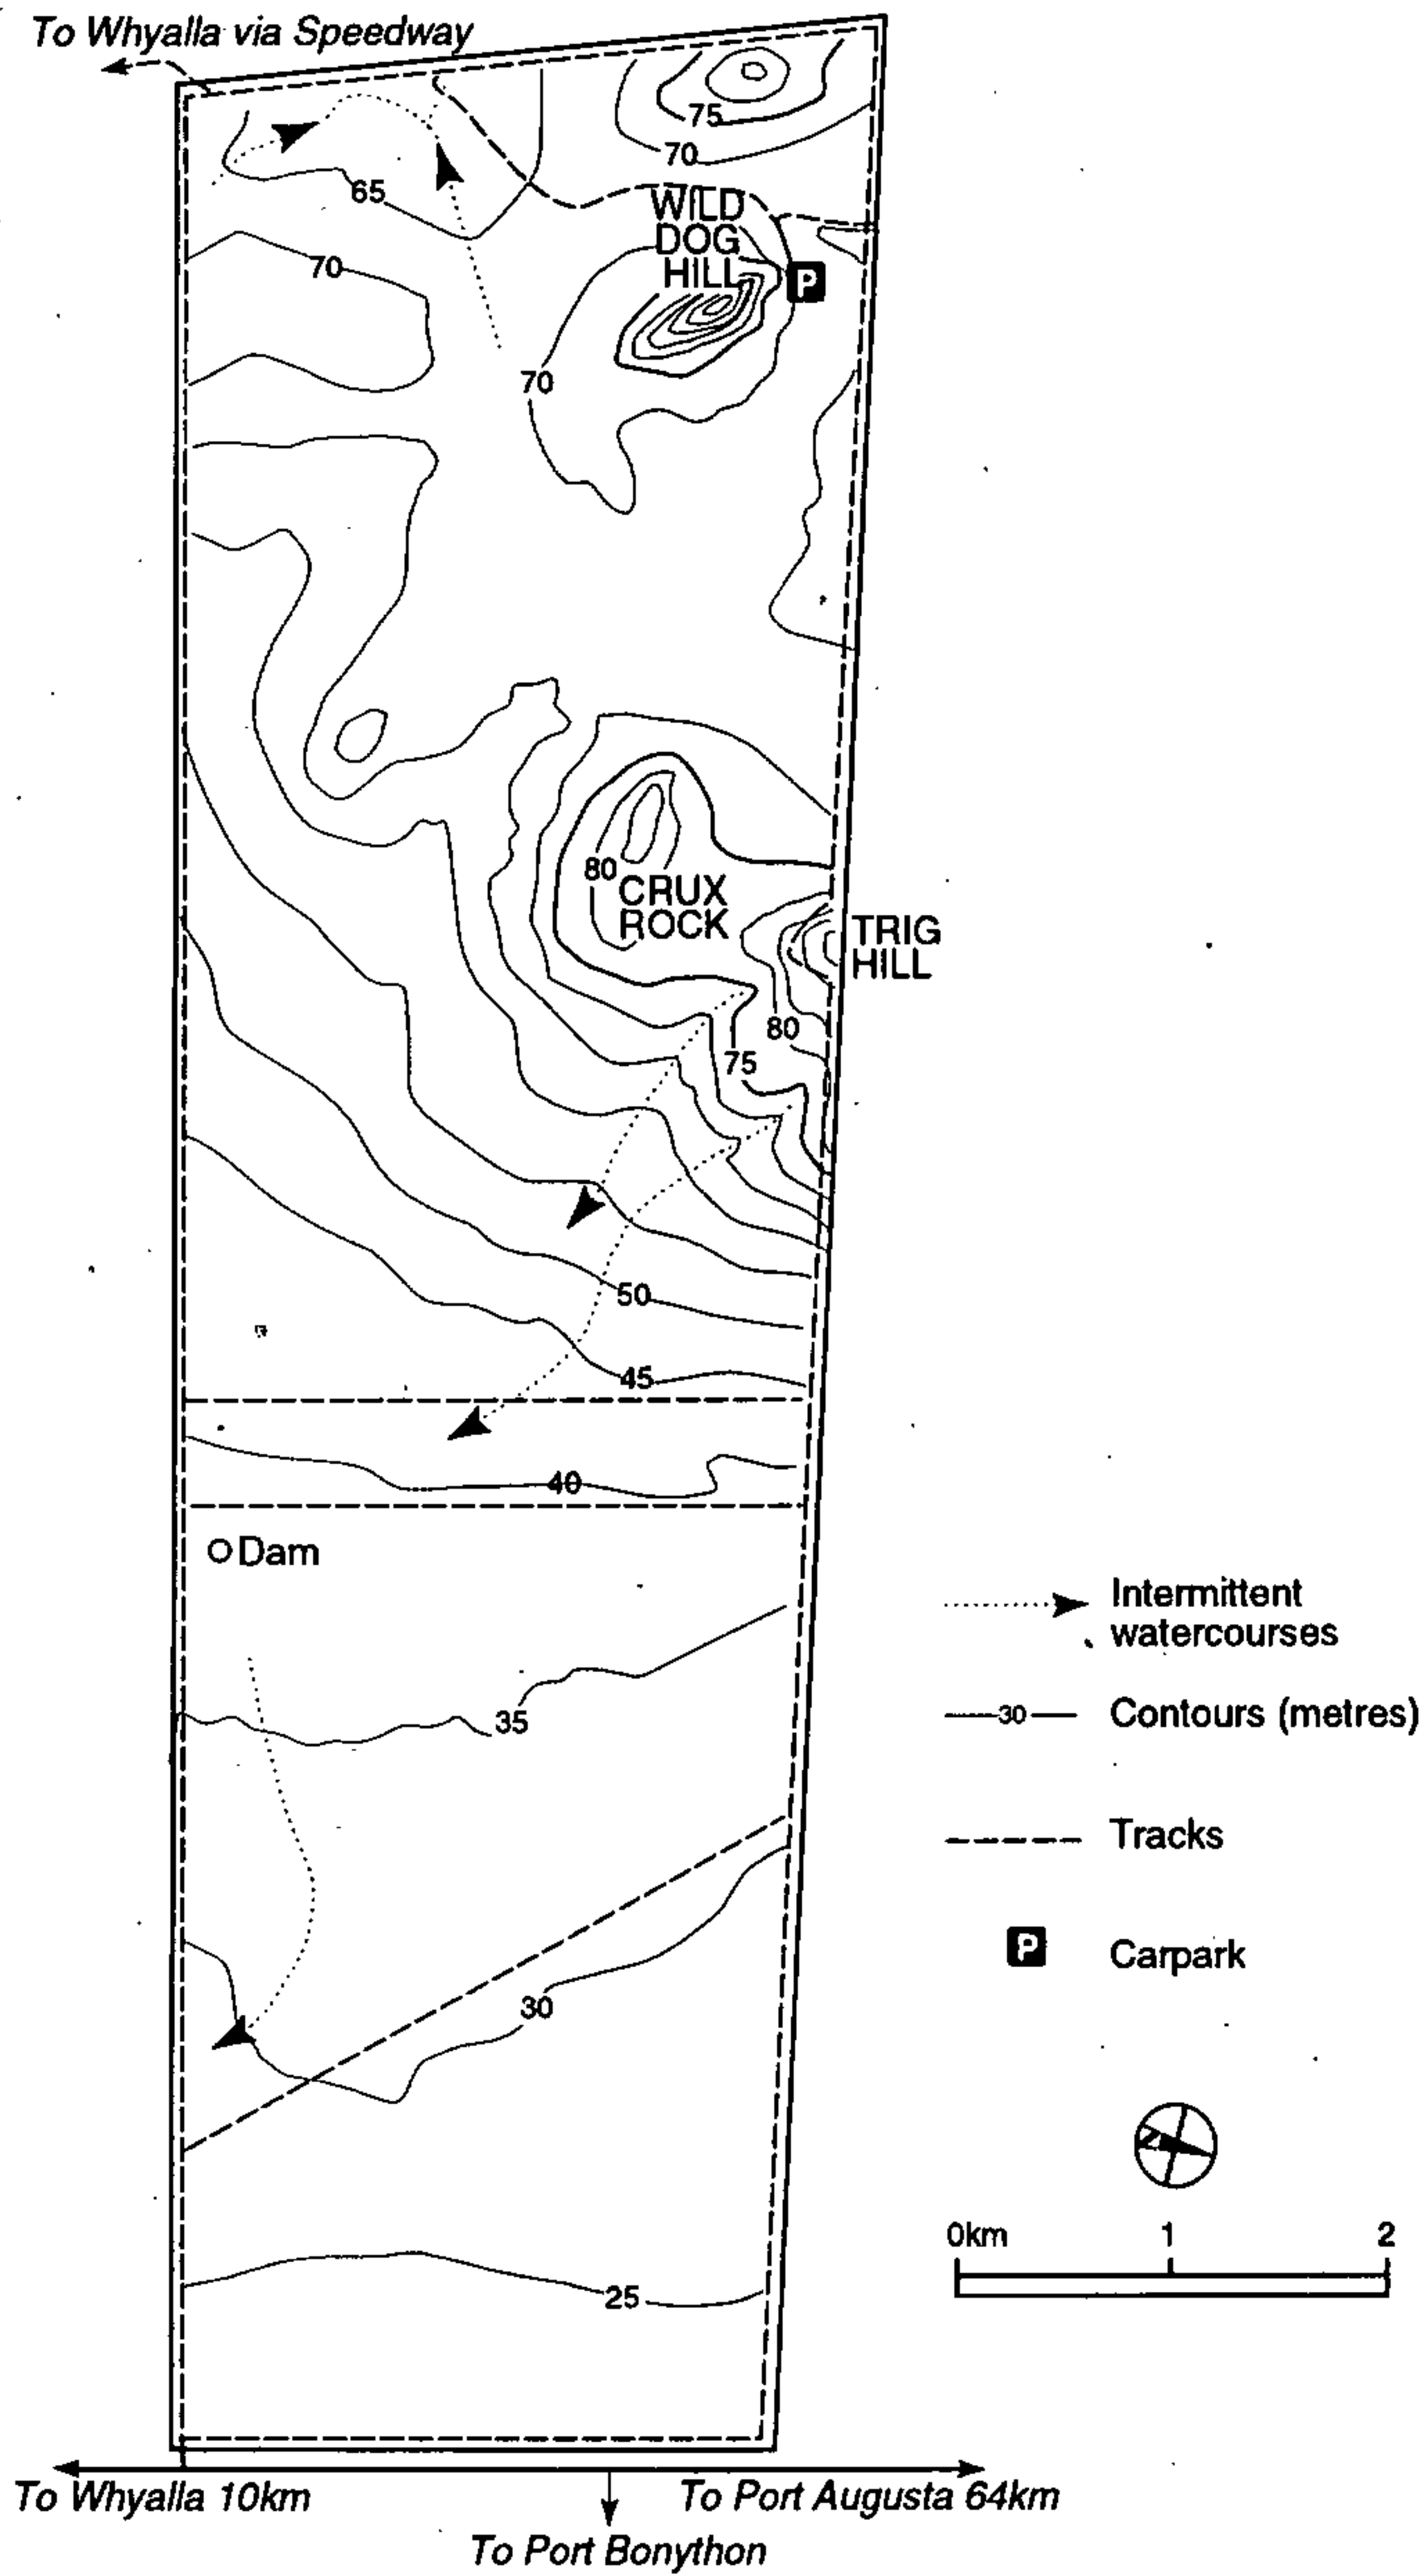 To Whyalla via Speedway
75
70
65
WILD
DOG
HILL
P
70
70
80
CRUX
ROCK
TRIG
HILL
80
75
50
45
40
Dam
Intermittent
watercourses
35
30
Contours (metres)
Tracks
P
Carpark
30
N
0km 1 2
25
To Whyalla 10km
To Port Augusta 64km
To Port Bonython